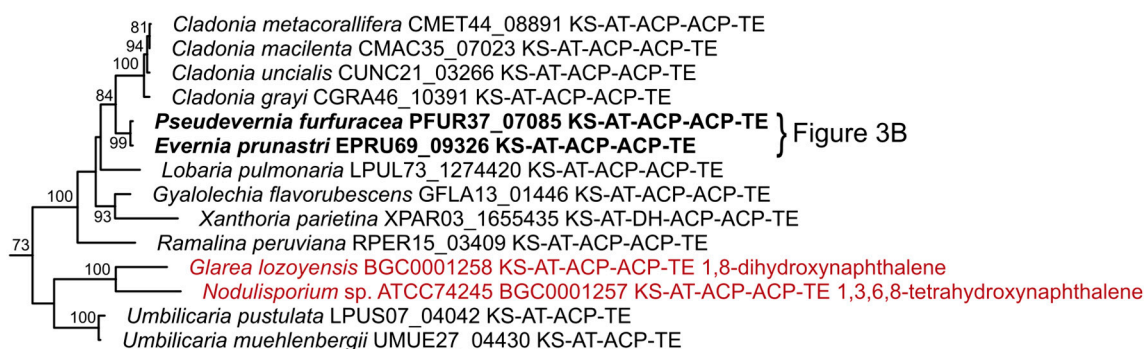 81
Cladonia metacorallifera CMET44_08891 KS-AT-ACP-ACP-TE
94
Cladonia macilenta CMAC35_07023 KS-AT-ACP-ACP-TE
100
Cladonia uncialis CUNC21_03266 KS-AT-ACP-ACP-TE
84
Cladonia grayi CGRA46_10391 KS-AT-ACP-ACP-TE
Pseudevernia furfuracea PFUR37_07085 KS-AT-ACP-ACP-TE
99
Evernia prunastri EPRU69_09326 KS-AT-ACP-ACP-TE
Figure 3B
Lobaria pulmonaria LPUL73_1274420 KS-AT-ACP-ACP-TE
100
Gyalolechia flavorubescens GFLA13_01446 KS-AT-ACP-ACP-TE
93
Xanthoria parietina XPAR03_1655435 KS-AT-DH-ACP-ACP-TE
73
Ramalina peruviana RPER15_03409 KS-AT-ACP-ACP-TE
100
Glarea lozoyensis BGC0001258 KS-AT-ACP-ACP-TE 1,8-dihydroxynaphthalene
Nodulisporium sp. ATCC74245 BGC0001257 KS-AT-ACP-ACP-TE 1,3,6,8-tetrahydroxynaphthalene
100
Umbilicaria pustulata LPUS07_04042 KS-AT-ACP-TE
Umbilicaria muehlenbergii UMUE27_04430 KS-AT-ACP-ACP-TE